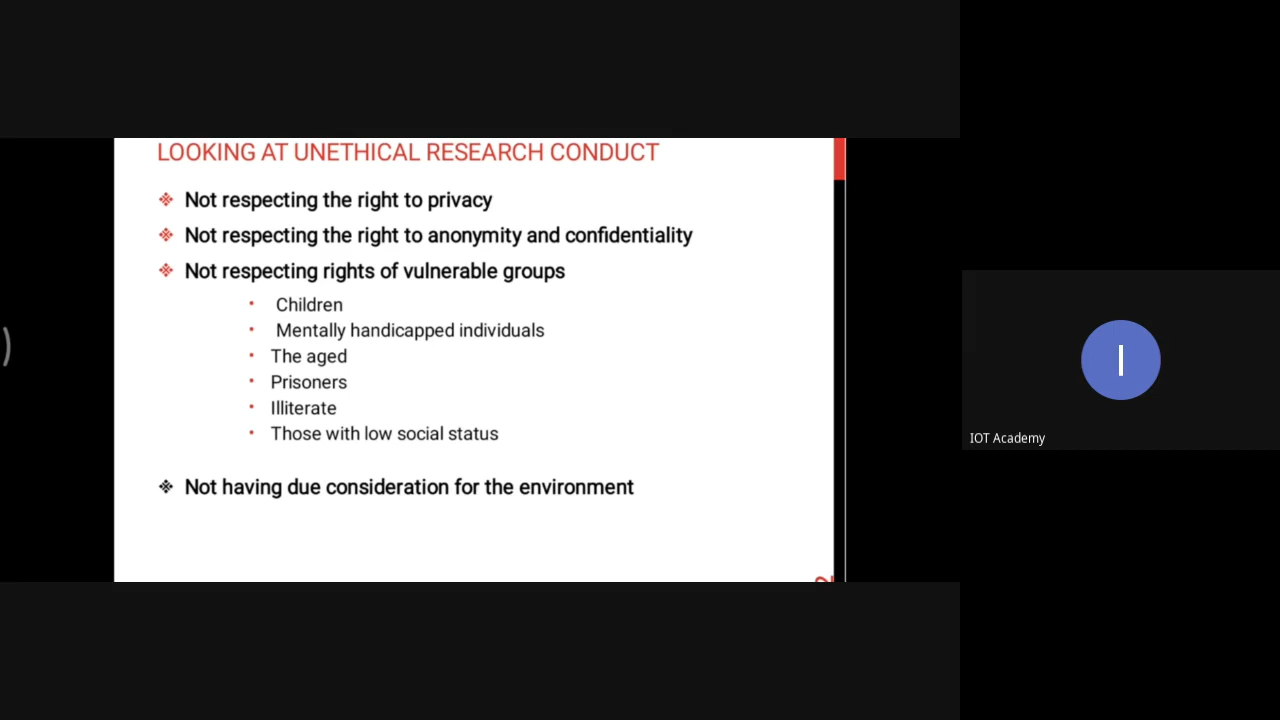 LOOKING AT UNETHICAL RESEARCH CONDUCT
Not respecting the right to privacy
Not respecting the right to anonymity and confidentiality
Not respecting rights of vulnerable groups
Children
Mentally handicapped individuals
The aged
Prisoners
Illiterate
Those with low social status
Not having due consideration for the environment
I
IOT Academy